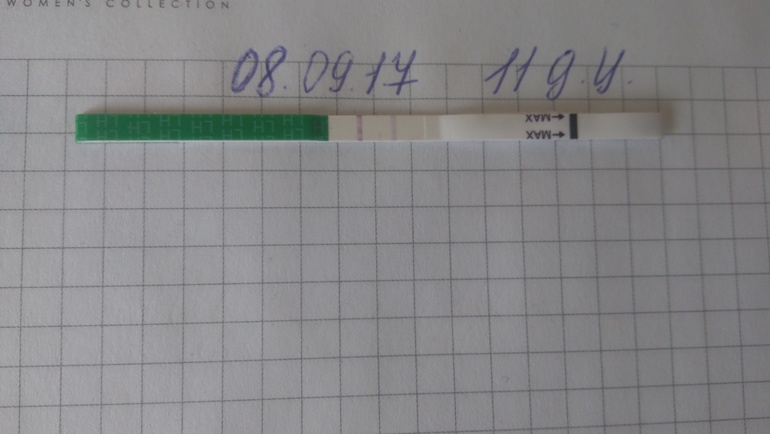 WOMEN'S COLLECTION
08.09.17 11 д.ц.
MAX
MAX